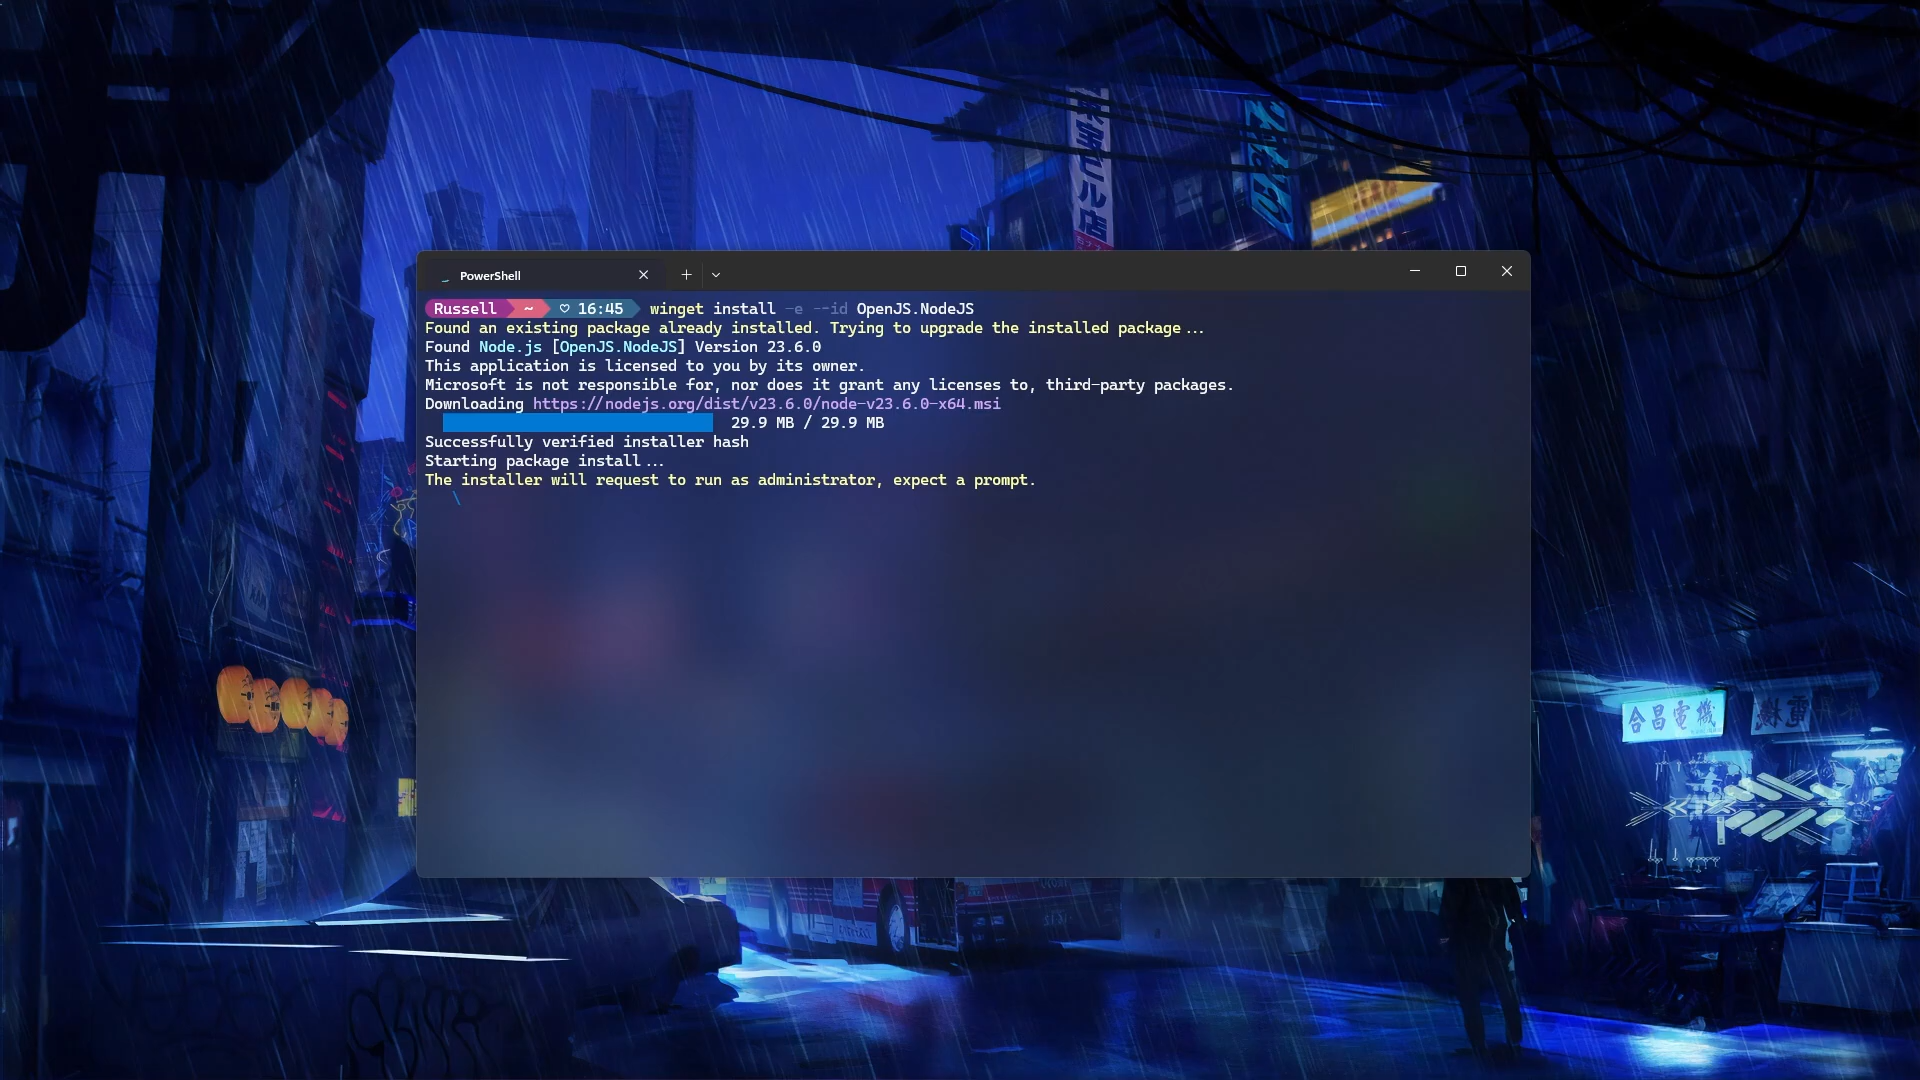 PowerShell
Russell ~ ♡ 16:45 winget install -e --id OpenJS.NodeJS
Found an existing package already installed. Trying to upgrade the installed package...
Found Node.js [OpenJS.NodeJS] Version 23.6.0
This application is licensed to you by its owner.
Microsoft is not responsible for, nor does it grant any licenses to, third-party packages.
Downloading https://nodejs.org/dist/v23.6.0/node-v23.6.0-x64.msi
29.9 MB / 29.9 MB
Successfully verified installer hash
Starting package install...
The installer will request to run as administrator, expect a prompt.
\
合昌電機